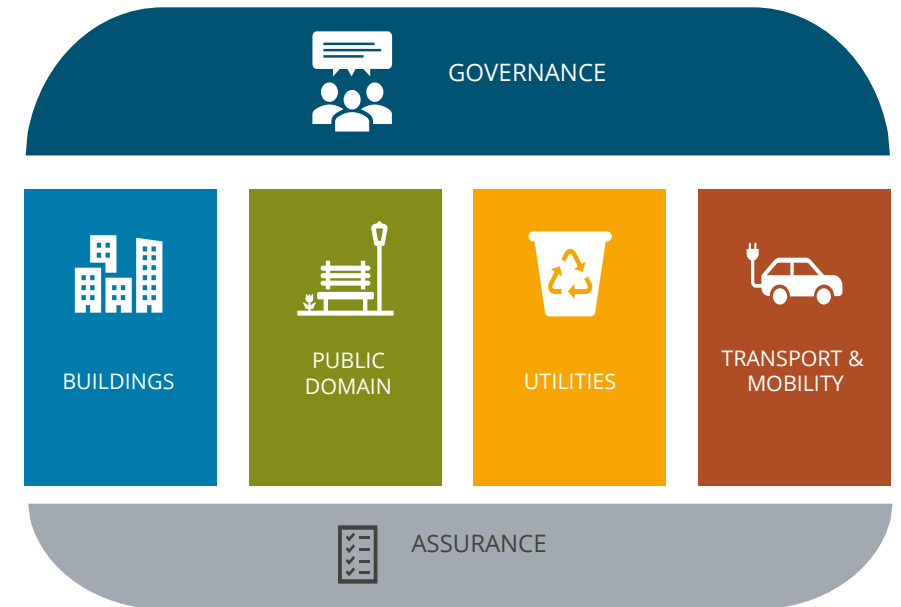 GOVERNANCE
BUILDINGS
PUBLIC
DOMAIN
UTILITIES
TRANSPORT &
MOBILITY
ASSURANCE